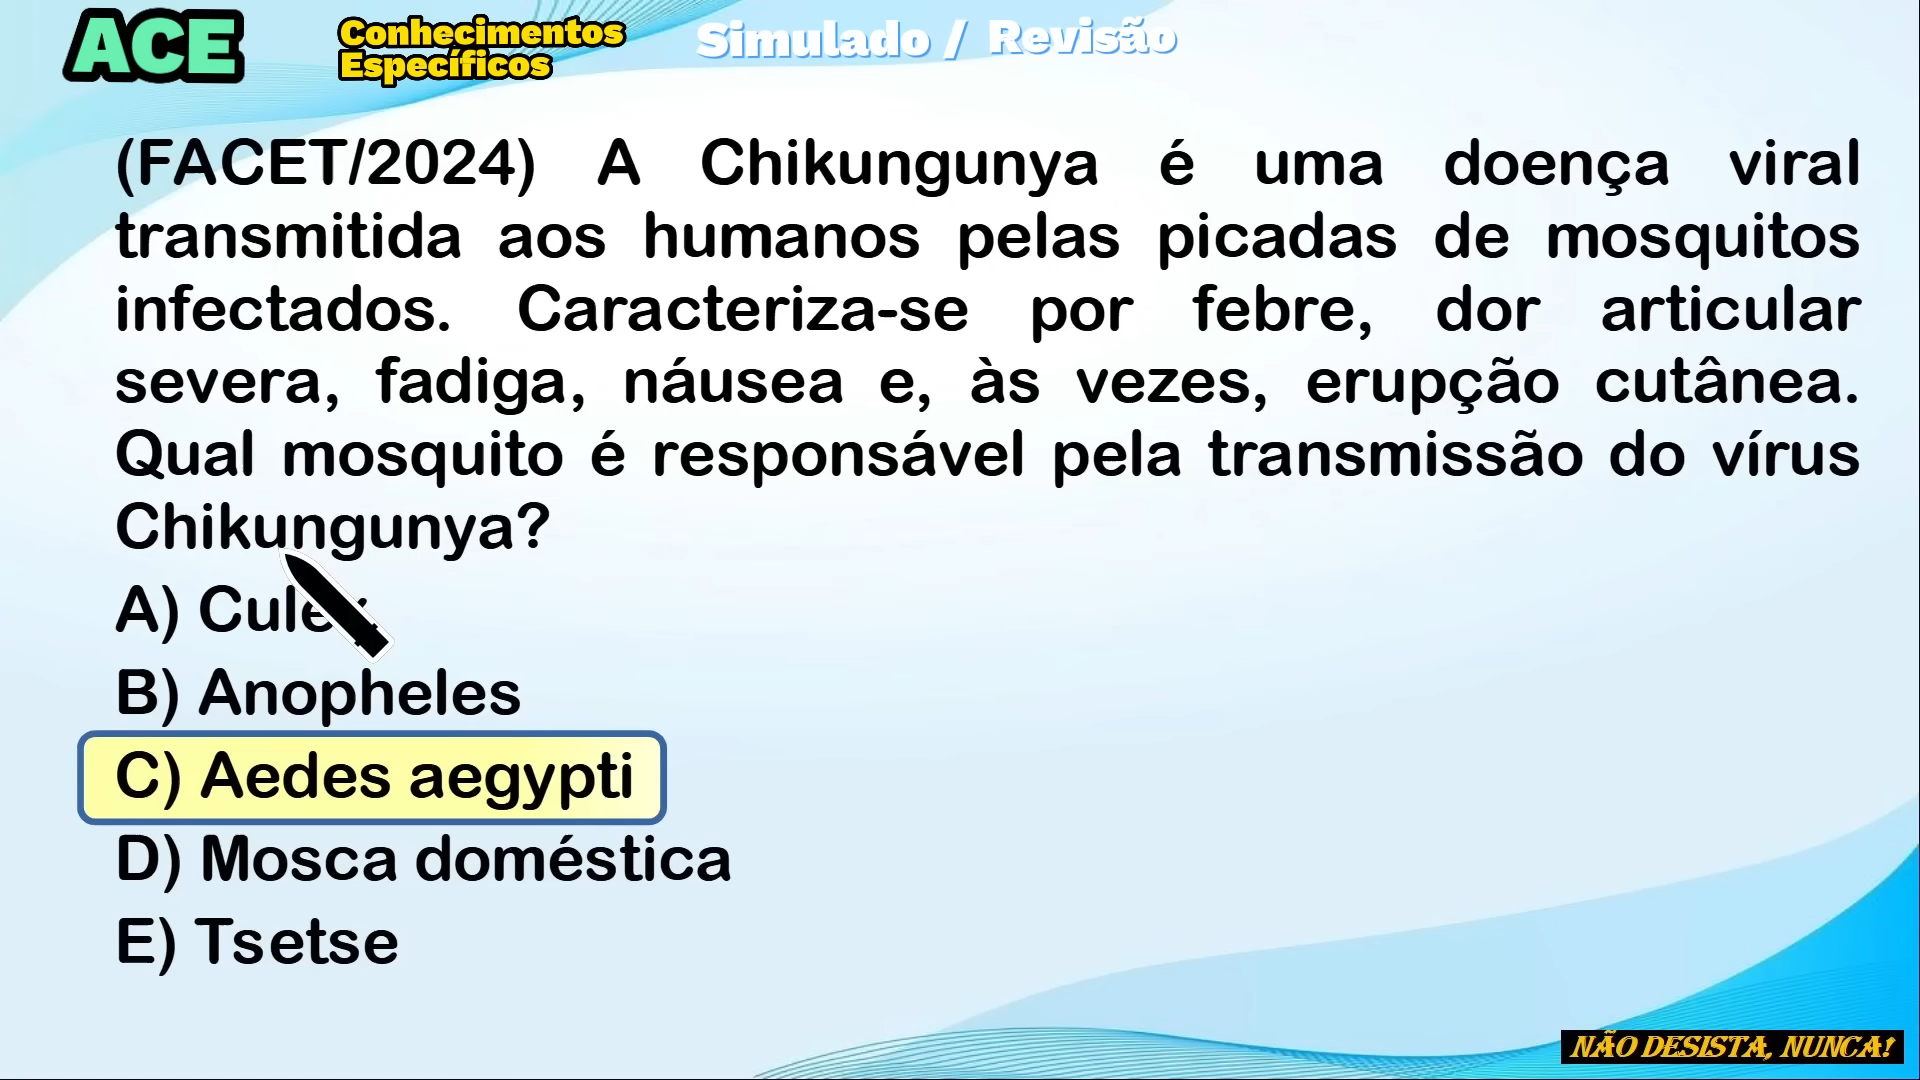 ACE
Conhecimentos
Específicos
Simulado / Revisão
(FACET/2024) A Chikungunya é uma doença viral
transmitida aos humanos pelas picadas de mosquitos
infectados. Caracteriza-se por febre, dor articular
severa, fadiga, náusea e, às vezes, erupção cutânea.
Qual mosquito é responsável pela transmissão do vírus
Chikungunya?
A) Culex
B) Anopheles
C) Aedes aegypti
D) Mosca doméstica
E) Tsetse
NÃO DESISTA, NUNCA!